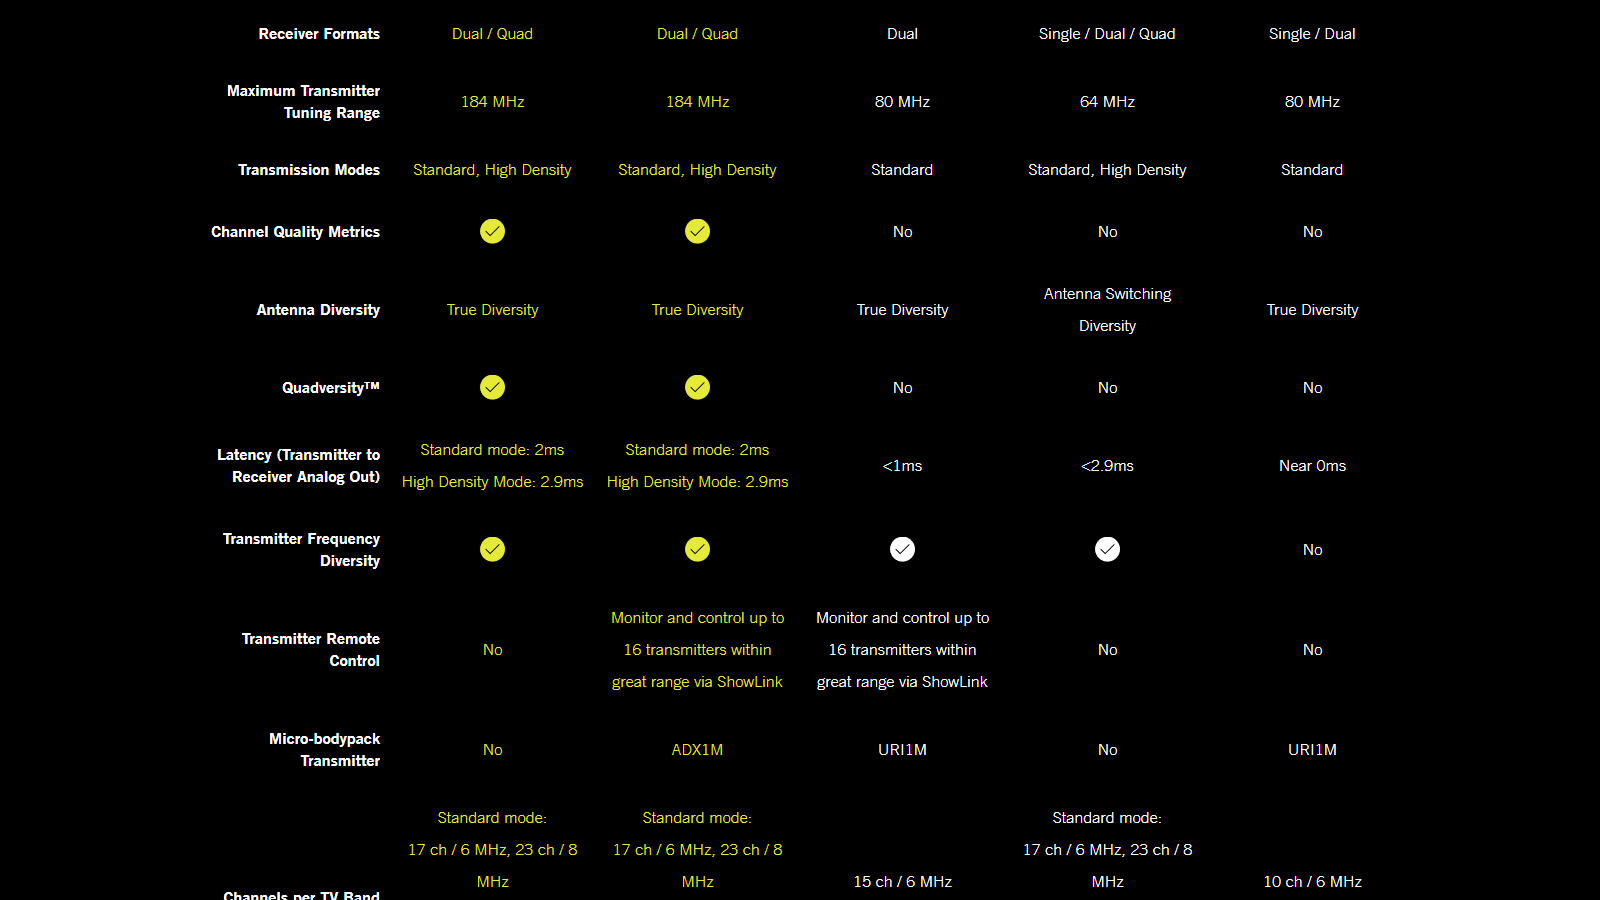 Receiver Formats Dual / Quad Dual / Quad Dual Single / Dual / Quad Single / Dual
Maximum Transmitter
Tuning Range
184 MHz 184 MHz 80 MHz 64 MHz 80 MHz
Transmission Modes Standard, High Density Standard, High Density Standard Standard, High Density Standard
Channel Quality Metrics No No No
Antenna Diversity True Diversity True Diversity True Diversity
Antenna Switching
Diversity
True Diversity
Quadversity™ No No No
Latency (Transmitter to
Receiver Analog Out)
Standard mode: 2ms
High Density Mode: 2.9ms
Standard mode: 2ms
High Density Mode: 2.9ms
<1ms <2.9ms Near 0ms
Transmitter Frequency
Diversity
No
Transmitter Remote
Control
No
Monitor and control up to
16 transmitters within
great range via ShowLink
Monitor and control up to
16 transmitters within
great range via ShowLink
No No
Micro-bodypack
Transmitter
No ADX1M URI1M No URI1M
Channels per TV Band
Standard mode:
17 ch / 6 MHz, 23 ch / 8
MHz
Standard mode:
17 ch / 6 MHz, 23 ch / 8
MHz
15 ch / 6 MHz
Standard mode:
17 ch / 6 MHz, 23 ch / 8
MHz
10 ch / 6 MHz